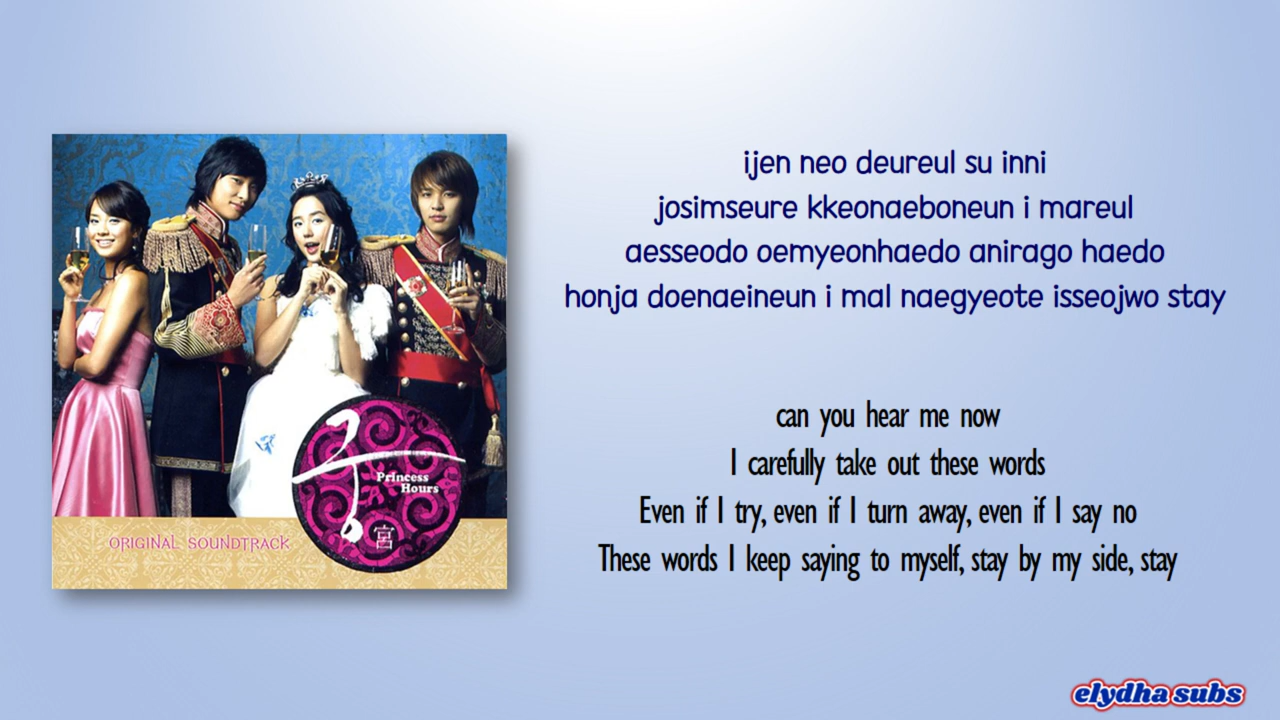 궁
Princess
Hours
宮
ORIGINAL SOUNDTRACK
ijen neo deureul su inni
josimseure kkeonaeboneun i mareul
aesseodo oemyeonhaedo anirago haedo
honja doenaeineun i mal naegyeote isseojwo stay
can you hear me now
I carefully take out these words
Even if I try, even if I turn away, even if I say no
These words I keep saying to myself, stay by my side, stay
elydha subs